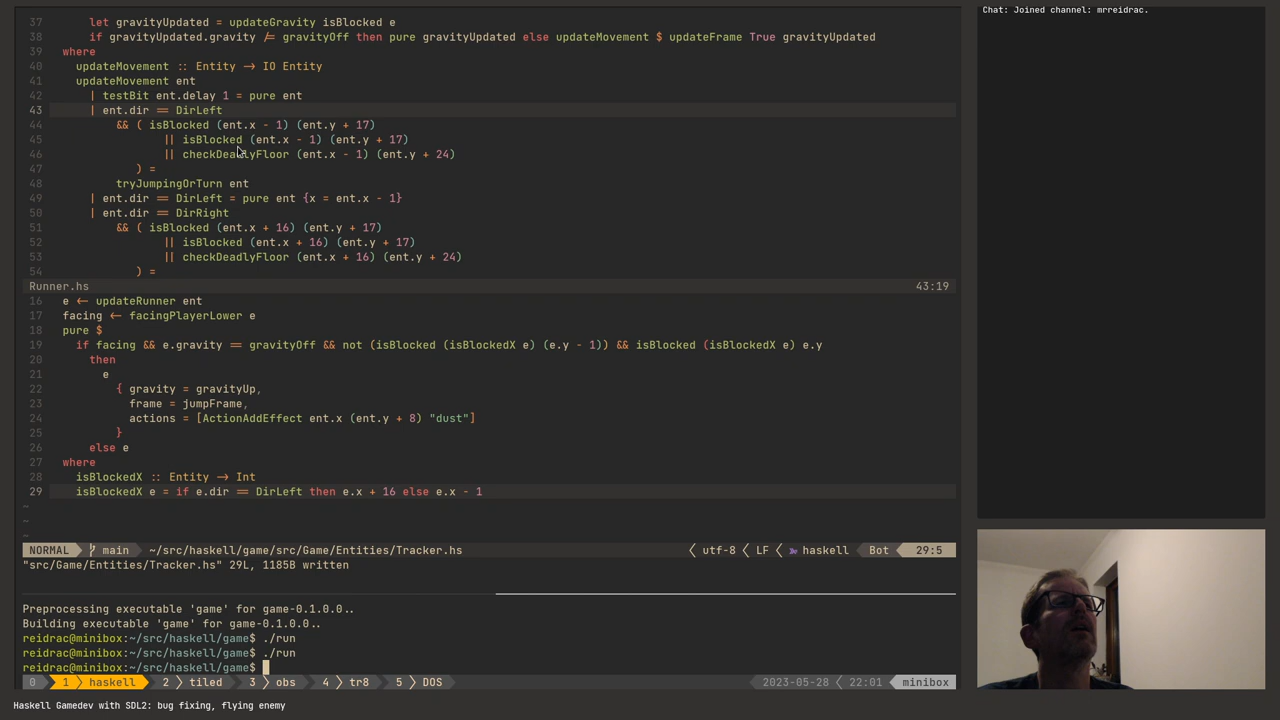 37 let gravityUpdated = updateGravity isBlocked e
38 if gravityUpdated.gravity /= gravityOff then pure gravityUpdated else updateMovement $ updateFrame True gravityUpdated
39 where
40 updateMovement :: Entity -> IO Entity
41 updateMovement ent
42 | testBit ent.delay 1 = pure ent
43 | ent.dir == DirLeft
44 && ( isBlocked (ent.x - 1) (ent.y + 17)
45 || isBlocked (ent.x - 1) (ent.y + 17)
46 || checkDeadlyFloor (ent.x - 1) (ent.y + 24)
47 ) =
48 tryJumpingOrTurn ent
49 | ent.dir == DirLeft = pure ent {x = ent.x - 1}
50 | ent.dir == DirRight
51 && ( isBlocked (ent.x + 16) (ent.y + 17)
52 || isBlocked (ent.x + 16) (ent.y + 17)
53 || checkDeadlyFloor (ent.x + 16) (ent.y + 24)
54 ) =
Runner.hs 43:19
16 e <- updateRunner ent
17 facing <- facingPlayerLower e
18 pure $
19 if facing && e.gravity == gravityOff && not (isBlocked (isBlockedX e) (e.y - 1)) && isBlocked (isBlockedX e) e.y
20 then
21 e
22 { gravity = gravityUp,
23 frame = jumpFrame,
24 actions = [ActionAddEffect ent.x (ent.y + 8) "dust"]
25 }
26 else e
27 where
28 isBlockedX :: Entity -> Int
29 isBlockedX e = if e.dir == DirLeft then e.x + 16 else e.x - 1
~
~
~
NORMAL main ~/src/haskell/game/src/Game/Entities/Tracker.hs utf-8 < LF < haskell Bot 29:5
"src/Game/Entities/Tracker.hs" 29L, 1185B written
Preprocessing executable 'game' for game-0.1.0.0..
Building executable 'game' for game-0.1.0.0..
reidrac@minibox:~/src/haskell/game$ ./run
reidrac@minibox:~/src/haskell/game$ ./run
reidrac@minibox:~/src/haskell/game$
0 1 > haskell 2 > tiled 3 > obs 4 > tr8 5 > DOS 2023-05-28 < 22:01 minibox
Haskell Gamedev with SDL2: bug fixing, flying enemy
Chat: Joined channel: mrreidrac.